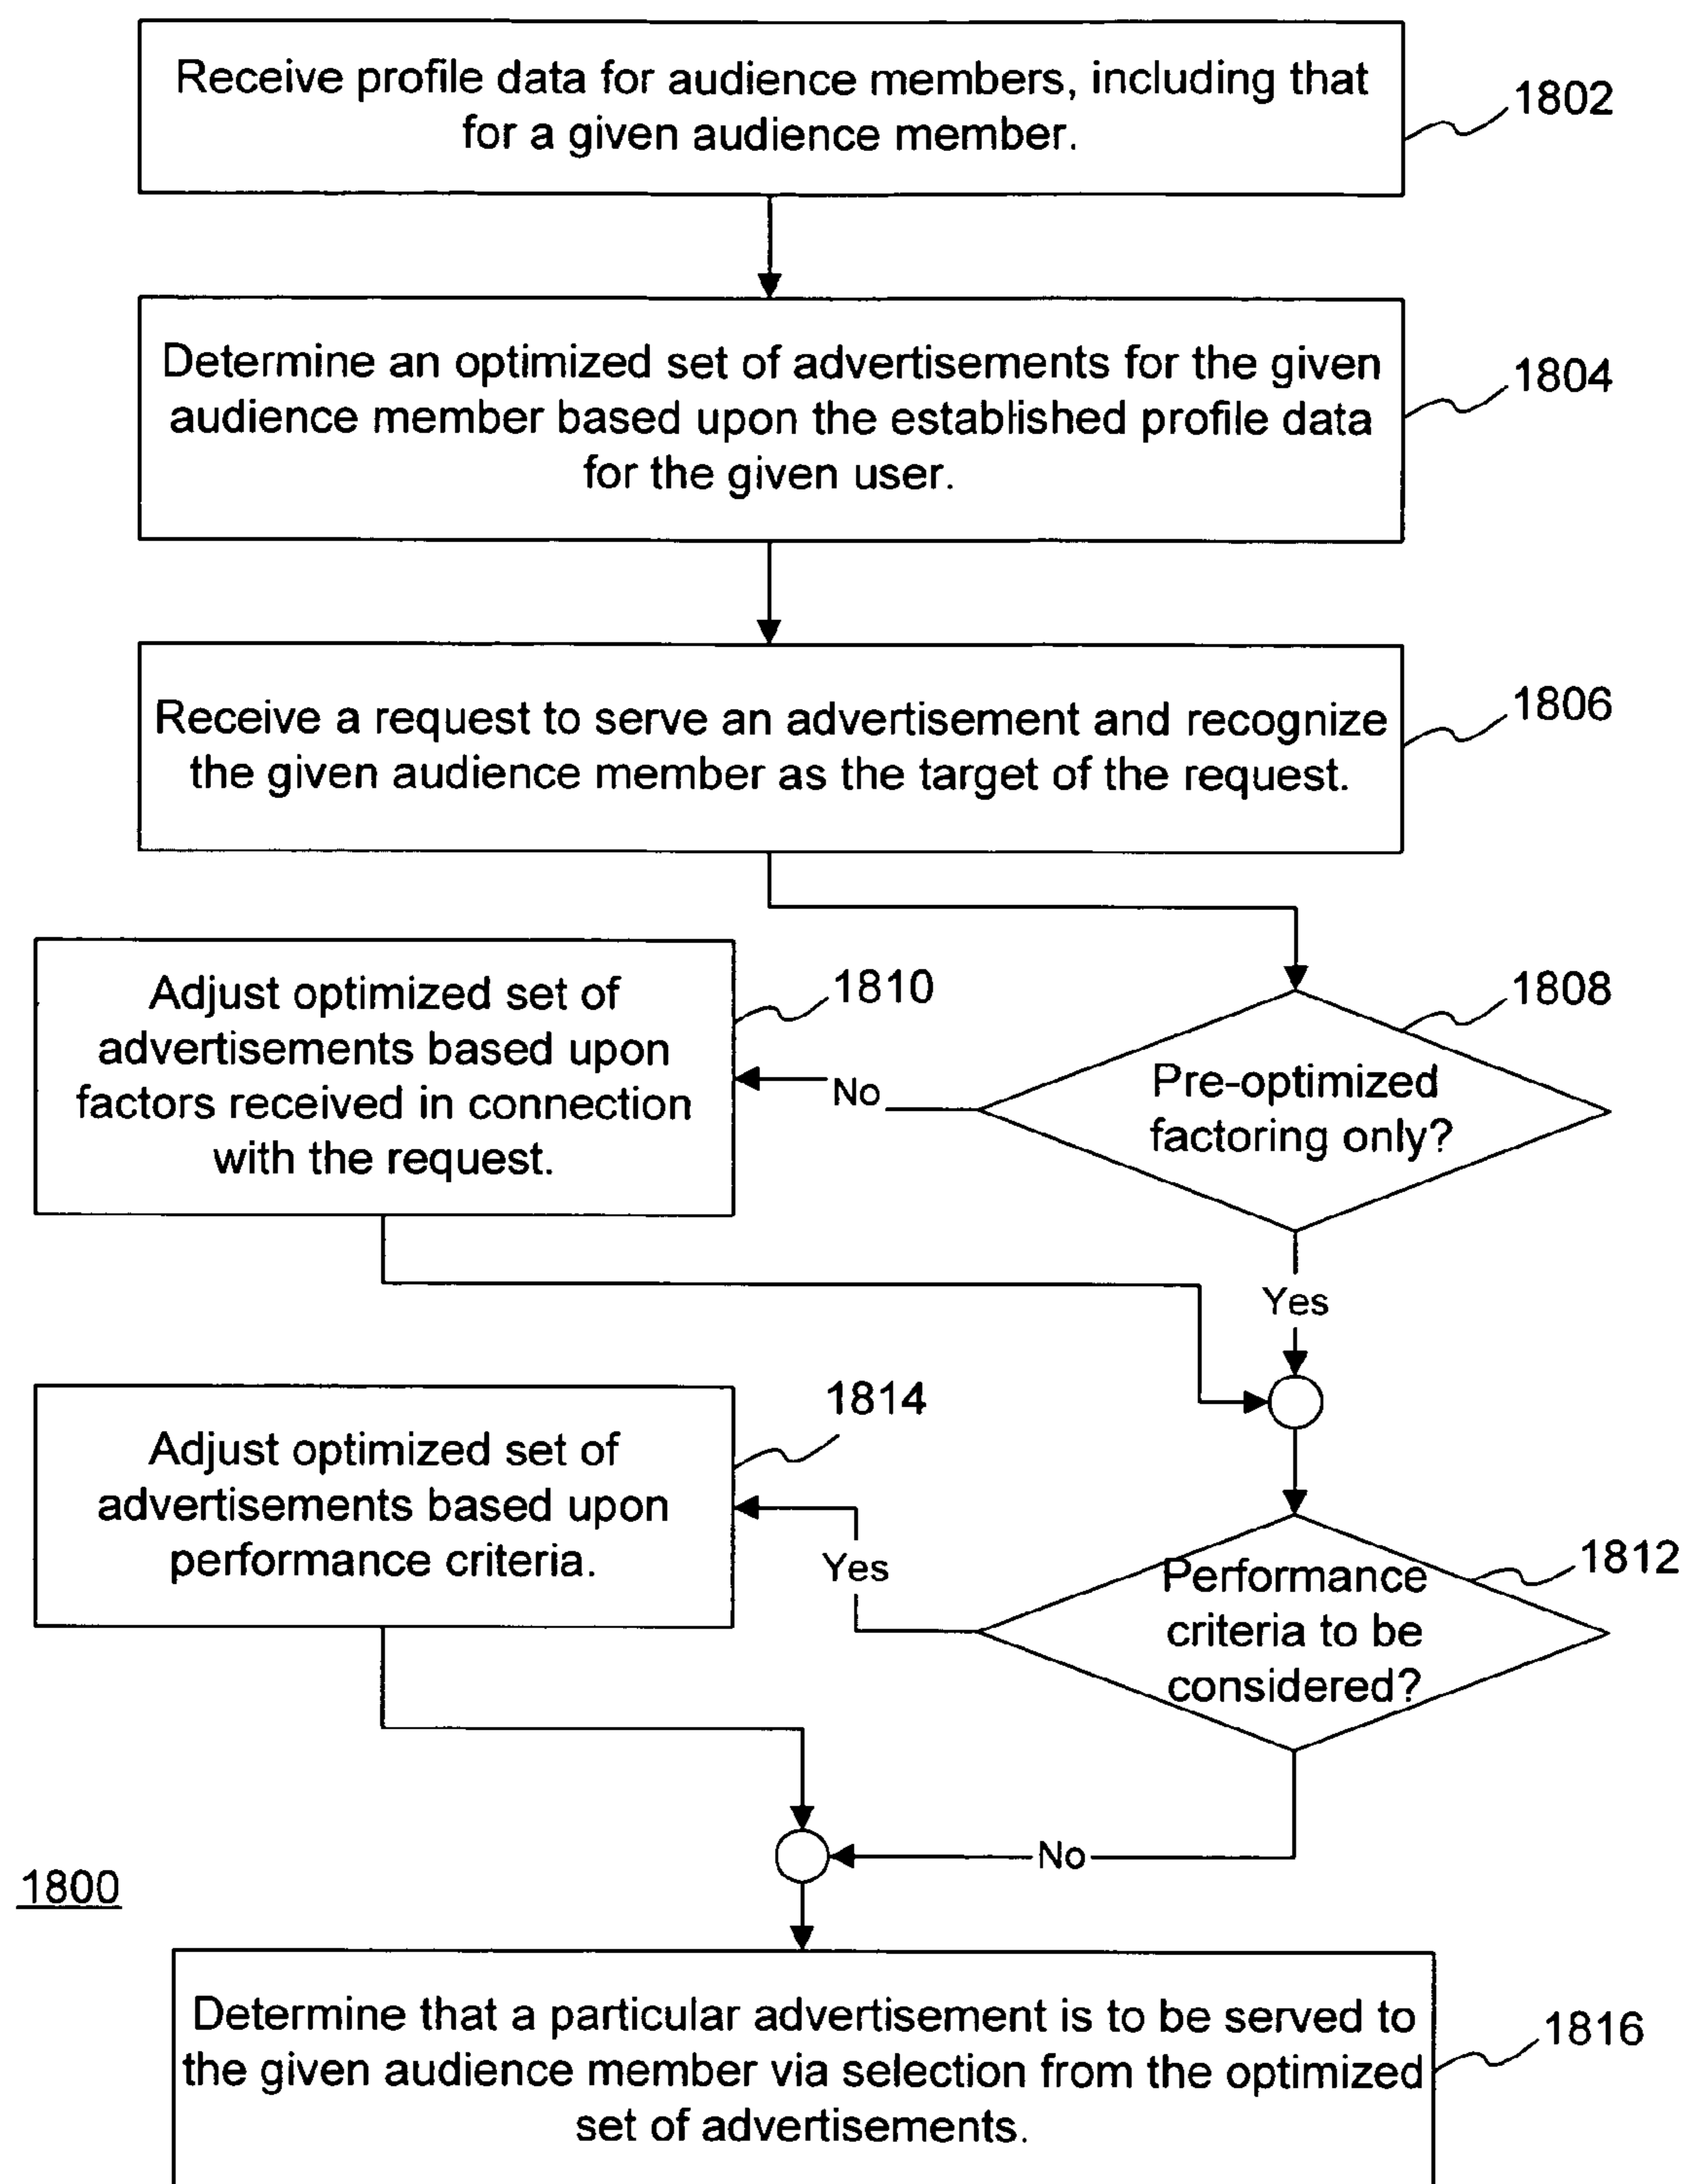 Receive profile data for audience members, including that
for a given audience member.
1802
Determine an optimized set of advertisements for the given
audience member based upon the established profile data
for the given user.
1804
Receive a request to serve an advertisement and recognize
the given audience member as the target of the request.
1806
Adjust optimized set of
advertisements based upon
factors received in connection
with the request.
1810
No
Pre-optimized
factoring only?
1808
Yes
Adjust optimized set of
advertisements based upon
performance criteria.
1814
Yes
Performance
criteria to be
considered?
1812
No
1800
Determine that a particular advertisement is to be served to
the given audience member via selection from the optimized
set of advertisements.
1816